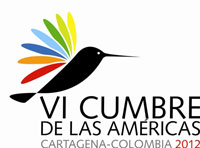 VI CUMBRE
DE LAS AMÉRICAS
CARTAGENA-COLOMBIA 2012